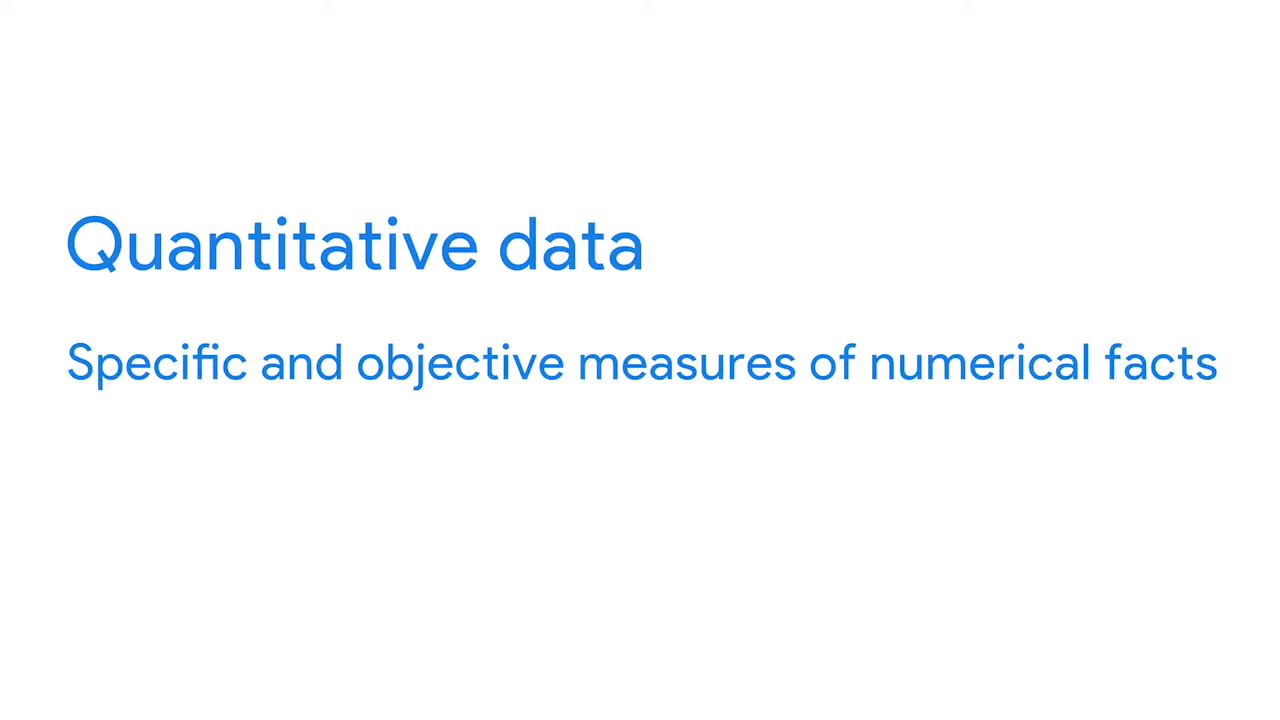 Quantitative data
Specific and objective measures of numerical facts